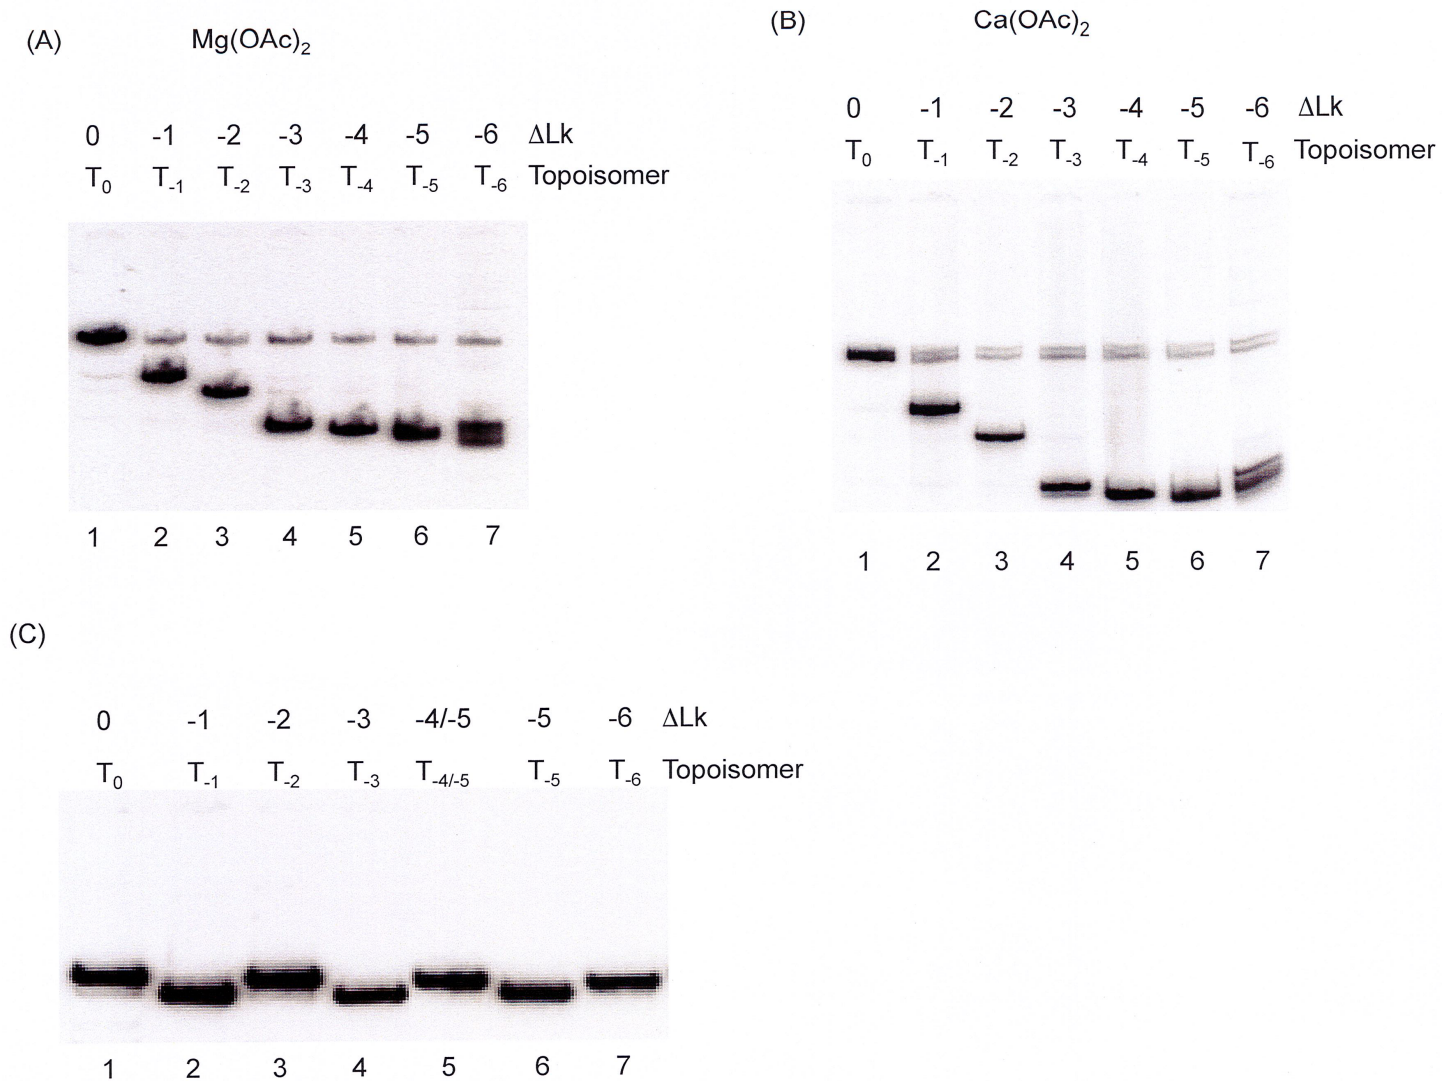 (A)
Mg(OAc)₂
0 -1 -2 -3 -4 -5 -6 ΔLk
T₀ T₋₁ T₋₂ T₋₃ T₋₄ T₋₅ T₋₆ Topoisomer
1 2 3 4 5 6 7
(B)
Ca(OAc)₂
0 -1 -2 -3 -4 -5 -6 ΔLk
T₀ T₋₁ T₋₂ T₋₃ T₋₄ T₋₅ T₋₆ Topoisomer
1 2 3 4 5 6 7
(C)
0 -1 -2 -3 -4/-5 -5 -6 ΔLk
T₀ T₋₁ T₋₂ T₋₃ T₋₄/₋₅ T₋₅ T₋₆ Topoisomer
1 2 3 4 5 6 7